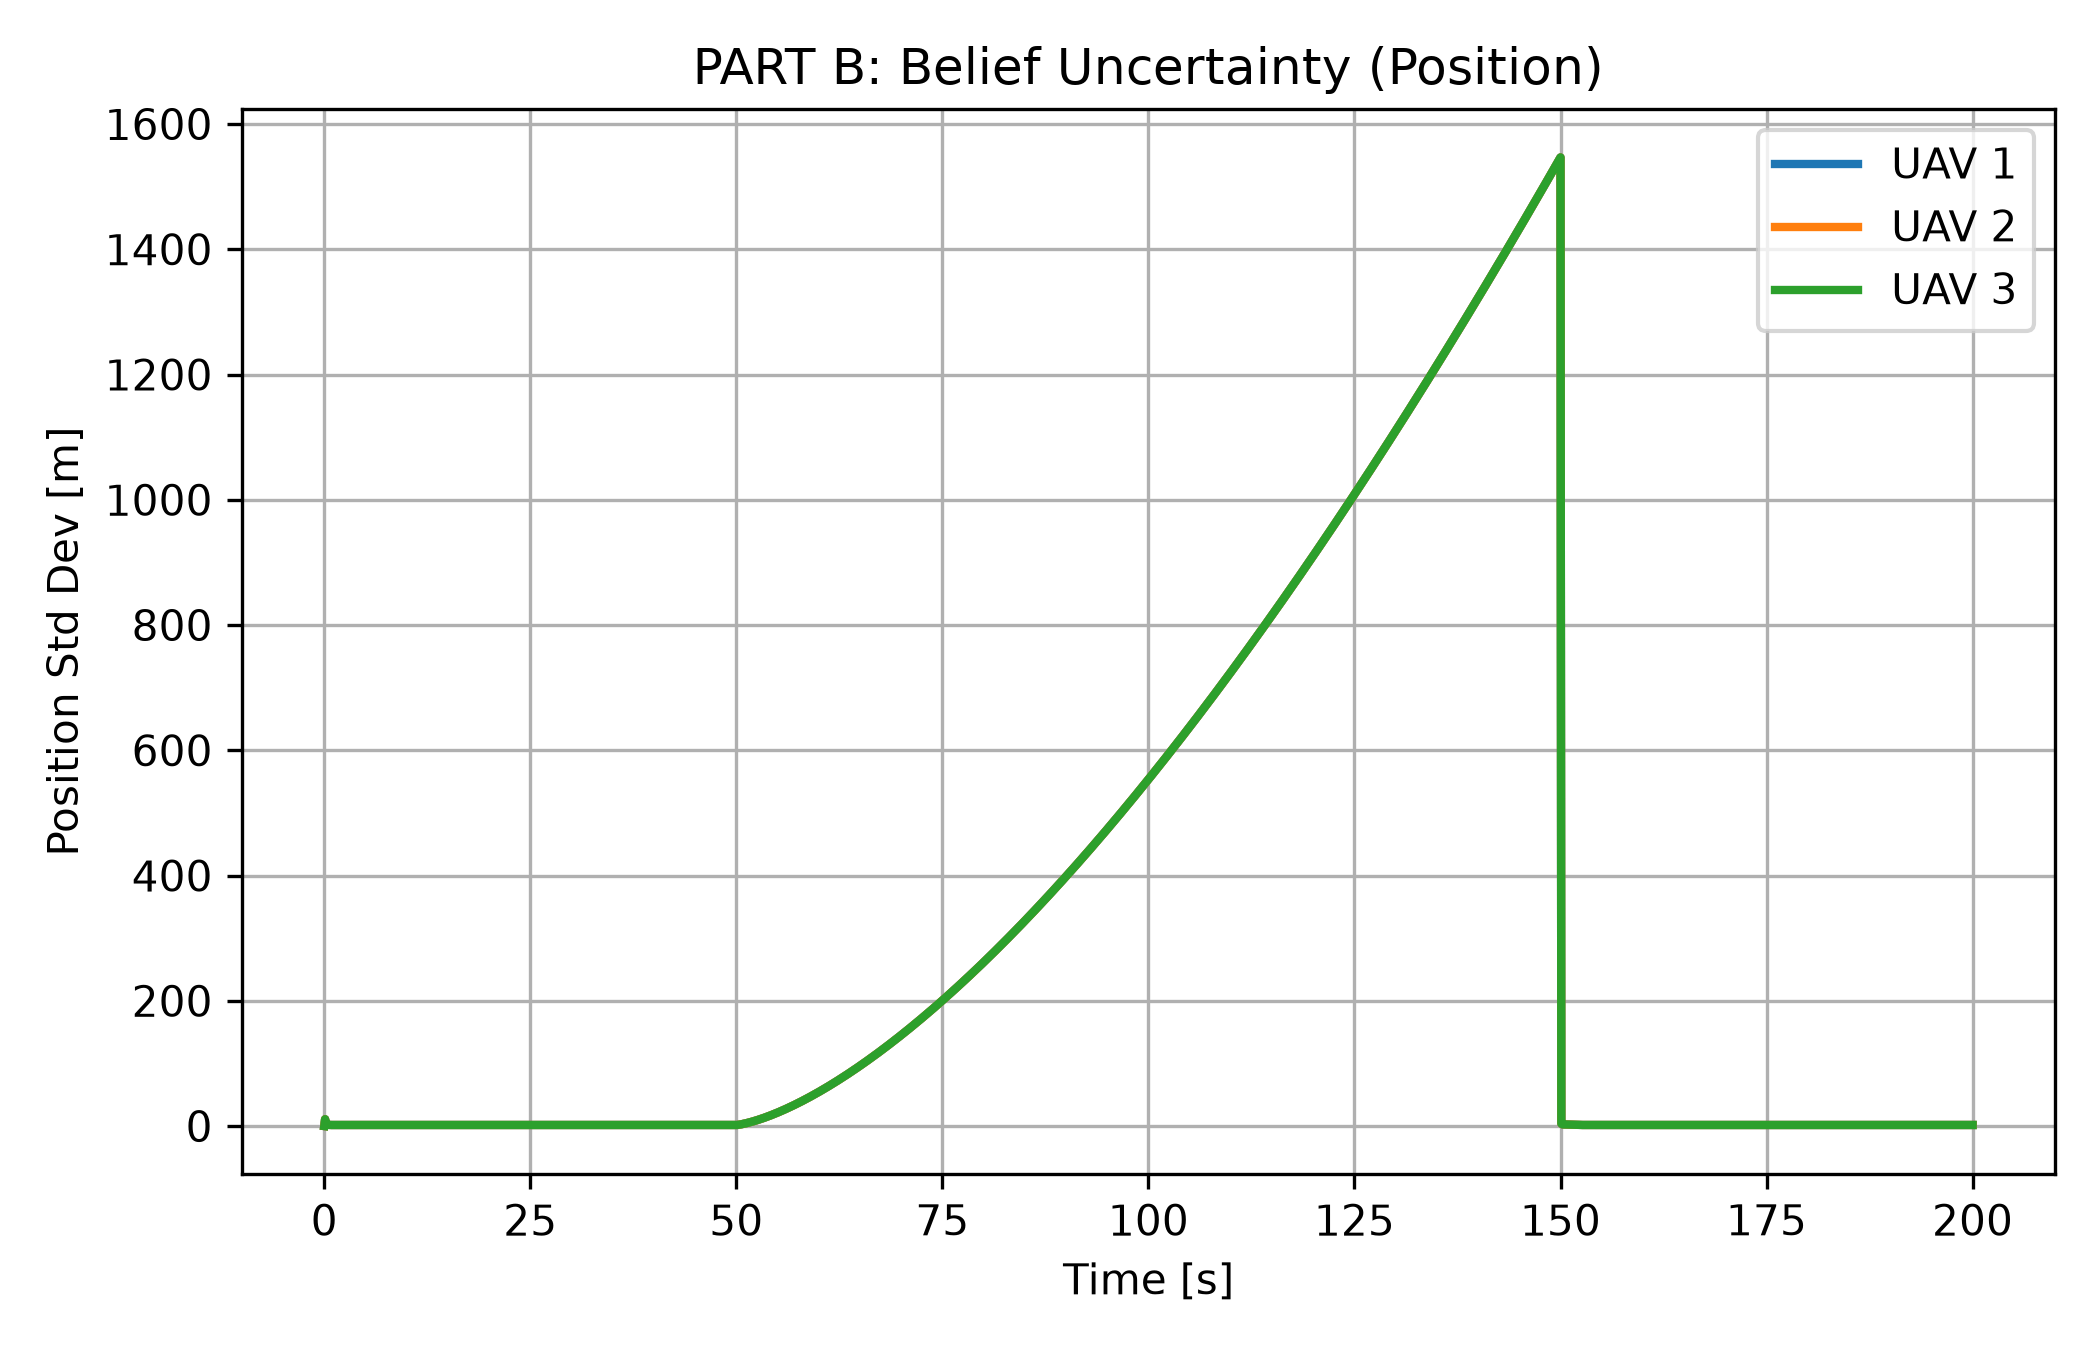 PART B: Belief Uncertainty (Position)
1600
1400
1200
1000
800
600
400
200
0
Position Std Dev [m]
UAV 1
UAV 2
UAV 3
0 25 50 75 100 125 150 175 200
Time [s]